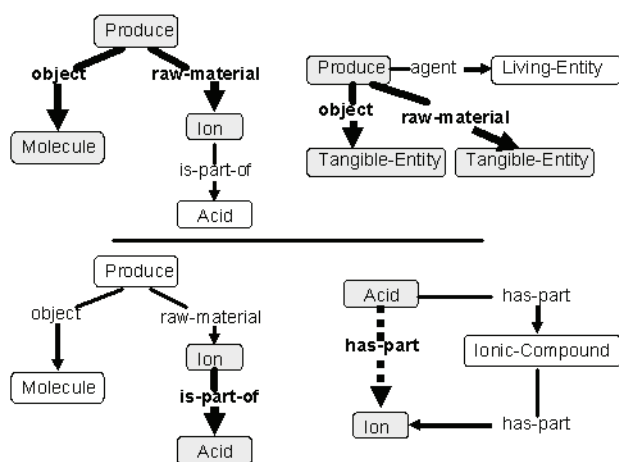 Produce
object
raw-material
Molecule
Ion
is-part-of
Acid
Produce
agent
Living-Entity
object
raw-material
Tangible-Entity
Tangible-Entity
Produce
object
raw-material
Molecule
Ion
is-part-of
Acid
Acid
has-part
has-part
Ionic-Compound
Ion
has-part